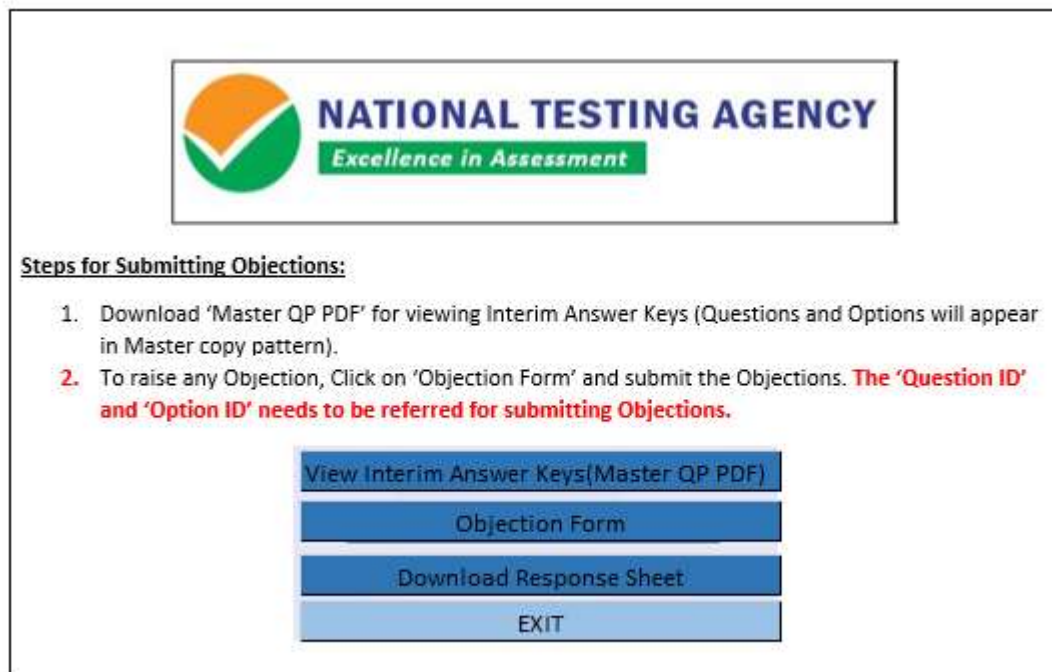 NATIONAL TESTING AGENCY
Excellence in Assessment
Steps for Submitting Objections:
1. Download ‘Master QP PDF’ for viewing Interim Answer Keys (Questions and Options will appear
in Master copy pattern).
2. To raise any Objection, Click on ‘Objection Form’ and submit the Objections. The ‘Question ID’
and ‘Option ID’ needs to be referred for submitting Objections.
View Interim Answer Keys(Master QP PDF)
Objection Form
Download Response Sheet
EXIT